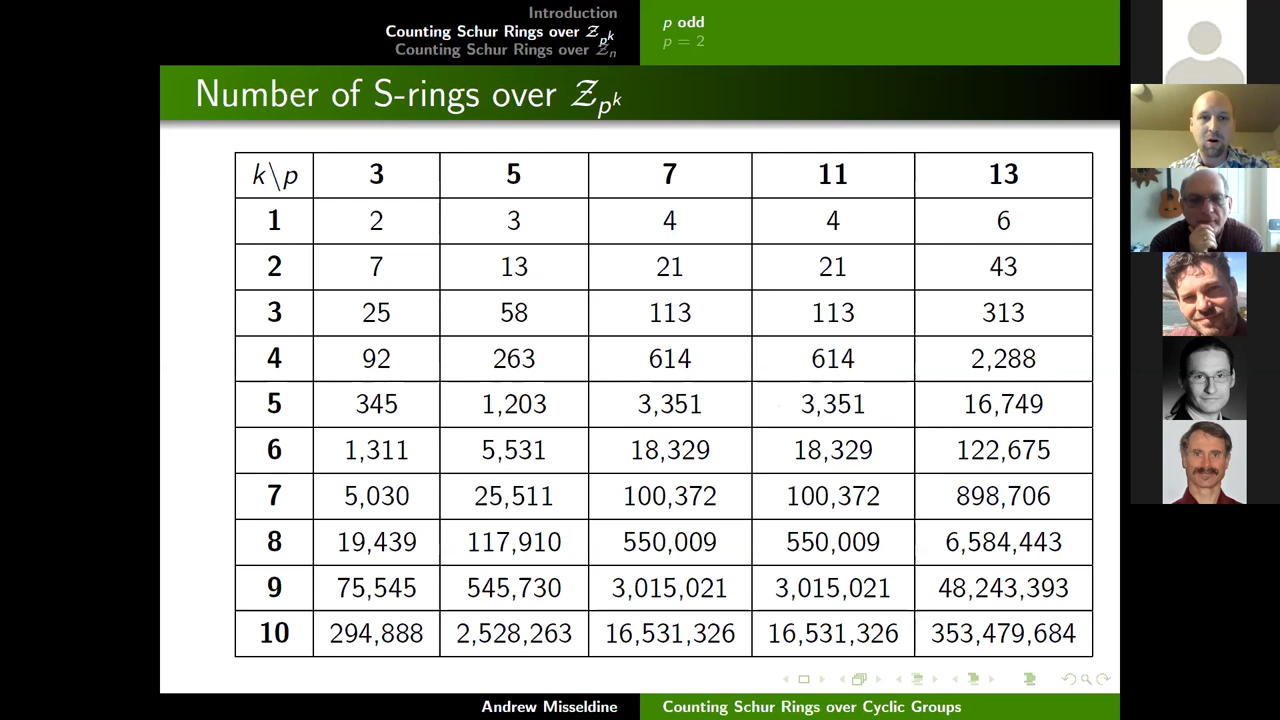 Introduction
Counting Schur Rings over 𝒵_{p^k}
Counting Schur Rings over 𝒵_n
p odd
p = 2
Number of S-rings over 𝒵_{p^k}
k\p 3 5 7 11 13
1 2 3 4 4 6
2 7 13 21 21 43
3 25 58 113 113 313
4 92 263 614 614 2,288
5 345 1,203 3,351 3,351 16,749
6 1,311 5,531 18,329 18,329 122,675
7 5,030 25,511 100,372 100,372 898,706
8 19,439 117,910 550,009 550,009 6,584,443
9 75,545 545,730 3,015,021 3,015,021 48,243,393
10 294,888 2,528,263 16,531,326 16,531,326 353,479,684
Andrew Misseldine
Counting Schur Rings over Cyclic Groups